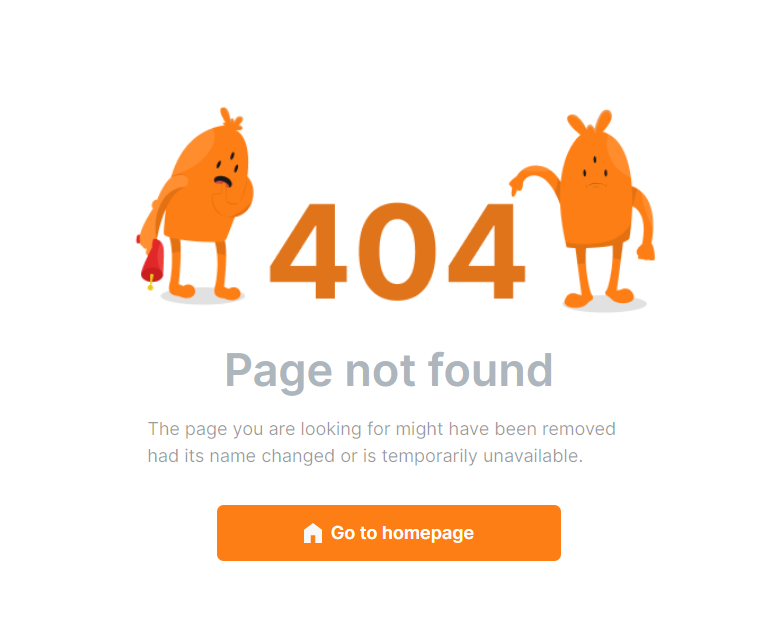 404
Page not found
The page you are looking for might have been removed
had its name changed or is temporarily unavailable.
Go to homepage